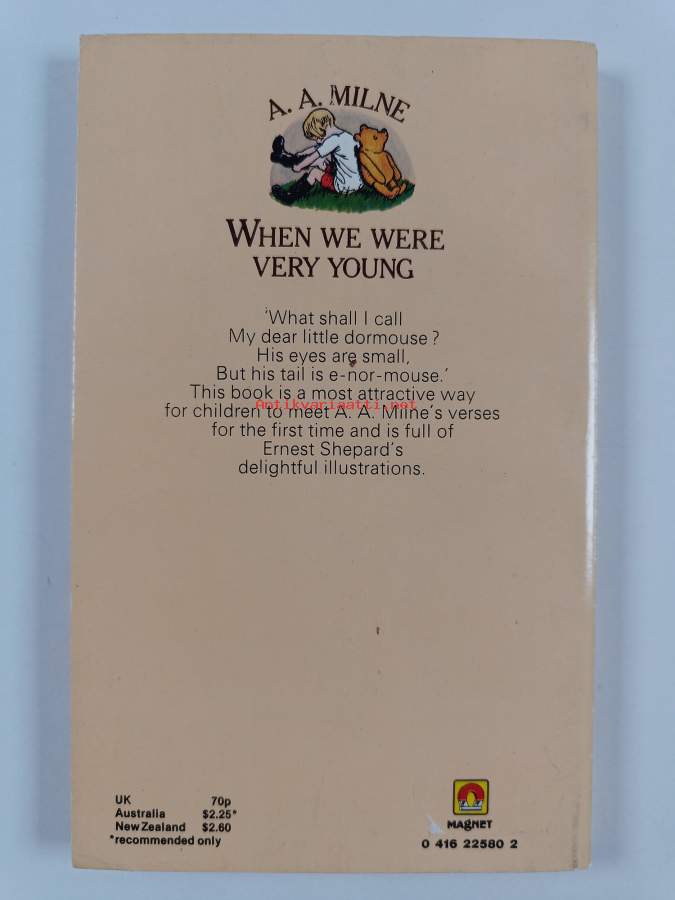 A. A. MILNE
WHEN WE WERE
VERY YOUNG
'What shall I call
My dear little dormouse?
His eyes are small,
But his tail is e-nor-mouse.'
This book is a most attractive way
Antikvariaatti.net
for children to meet A. A. Milne's verses
for the first time and is full of
Ernest Shepard's
delightful illustrations.
UK 70p
Australia $2.25*
New Zealand $2.60
*recommended only
MAGNET
0 416 22580 2